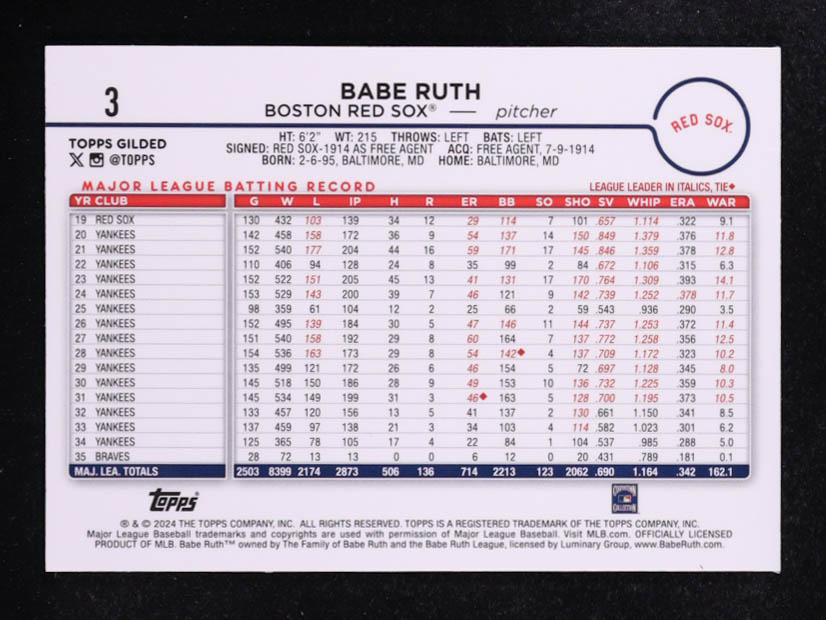 3
BABE RUTH
BOSTON RED SOX® — pitcher
RED SOX
TOPPS GILDED
@TOPPS
HT: 6'2" WT: 215 THROWS: LEFT BATS: LEFT
SIGNED: RED SOX-1914 AS FREE AGENT ACQ: FREE AGENT, 7-9-1914
BORN: 2-6-95, BALTIMORE, MD HOME: BALTIMORE, MD
MAJOR LEAGUE BATTING RECORD LEAGUE LEADER IN ITALICS, TIE◆
YR CLUB G W L IP H R ER BB SO SHO SV WHIP ERA WAR
19 RED SOX 130 432 103 139 34 12 29 114 7 101 .657 1.114 .322 9.1
20 YANKEES 142 458 158 172 36 9 54 137 14 150 .849 1.379 .376 11.8
21 YANKEES 152 540 177 204 44 16 59 171 17 145 .846 1.359 .378 12.8
22 YANKEES 110 406 94 128 24 8 35 99 2 84 .672 1.106 .315 6.3
23 YANKEES 152 522 151 205 45 13 41 131 17 170 .764 1.309 .393 14.1
24 YANKEES 153 529 143 200 39 7 46 121 9 142 .739 1.252 .378 11.7
25 YANKEES 98 359 61 104 12 2 25 66 2 59 .543 .936 .290 3.5
26 YANKEES 152 495 139 184 30 5 47 146 11 144 .737 1.253 .372 11.4
27 YANKEES 151 540 158 192 29 8 60 164 7 137 .772 1.258 .356 12.5
28 YANKEES 154 536 163 173 29 8 54 142◆ 4 137 .709 1.172 .323 10.2
29 YANKEES 135 499 121 172 26 6 46 154 5 72 .697 1.128 .345 8.0
30 YANKEES 145 518 150 186 28 9 49 153 10 136 .732 1.225 .359 10.3
31 YANKEES 145 534 149 199 31 3 46◆ 163 5 128 .700 1.195 .373 10.5
32 YANKEES 133 457 120 156 13 5 41 137 2 130 .661 1.150 .341 8.5
33 YANKEES 137 459 97 138 21 3 34 103 4 114 .582 1.023 .301 6.2
34 YANKEES 125 365 78 105 17 4 22 84 1 104 .537 .985 .288 5.0
35 BRAVES 28 72 13 13 0 0 6 12 0 20 .431 .789 .181 0.1
MAJ. LEA. TOTALS 2503 8399 2174 2873 506 136 714 2213 123 2062 .690 1.164 .342 162.1
Topps
® & © 2024 THE TOPPS COMPANY, INC. ALL RIGHTS RESERVED. TOPPS IS A REGISTERED TRADEMARK OF THE TOPPS COMPANY, INC.
Major League Baseball trademarks and copyrights are used with permission of Major League Baseball. Visit MLB.com. OFFICIALLY LICENSED
PRODUCT OF MLB. Babe Ruth™ owned by The Family of Babe Ruth and the Babe Ruth League, licensed by Luminary Group, www.BabeRuth.com.